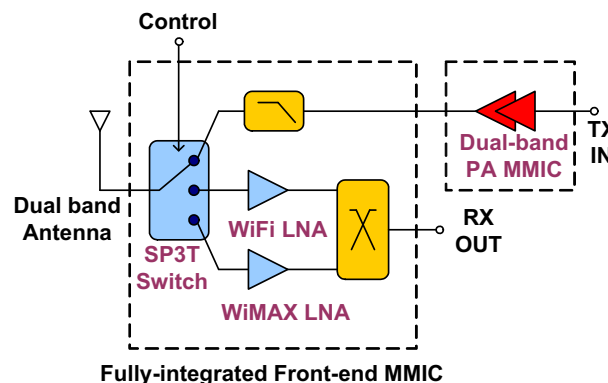 Control
TX
IN
Dual-band
PA MMIC
Dual band
Antenna
WiFi LNA
RX
OUT
SP3T
Switch
WiMAX LNA
Fully-integrated Front-end MMIC